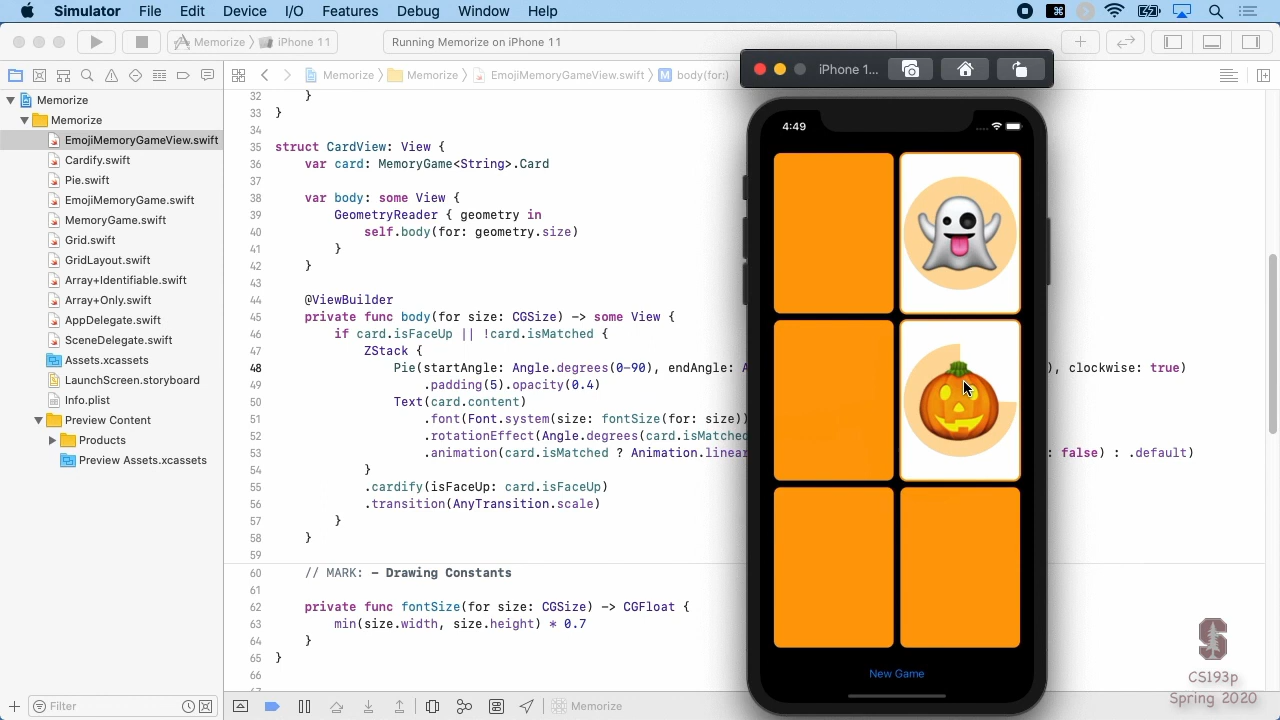 Simulator File Edit Device I/O Features Debug Window Help
Memorize iPhone 11
Running Memorize on iPhone 11
iPhone 1...
Memorize Memorize EmojiMemoryGameView.swift M body(for:)
Memorize
Memorize
EmojiMemoryGameView.swift
Cardify.swift
Pie.swift
EmojiMemoryGame.swift
MemoryGame.swift
Grid.swift
GridLayout.swift
Array+Identifiable.swift
Array+Only.swift
AppDelegate.swift
SceneDelegate.swift
Assets.xcassets
LaunchScreen.storyboard
Info.plist
Preview Content
Products
Preview Assets.xcassets
Filter
32 }
33 }
34
35 struct CardView: View {
36 var card: MemoryGame<String>.Card
37
38 var body: some View {
39 GeometryReader { geometry in
40 self.body(for: geometry.size)
41 }
42 }
43
44 @ViewBuilder
45 private func body(for size: CGSize) -> some View {
46 if card.isFaceUp || !card.isMatched {
47 ZStack {
48 Pie(startAngle: Angle.degrees(0-90), endAngle: A ), clockwise: true)
49 .padding(5).opacity(0.4)
50 Text(card.content)
51 .font(Font.system(size: fontSize(for: size))
52 .rotationEffect(Angle.degrees(card.isMatched
53 .animation(card.isMatched ? Animation.linear : false) : .default)
54 }
55 .cardify(isFaceUp: card.isFaceUp)
56 .transition(AnyTransition.scale)
57 }
58 }
59
60 // MARK: - Drawing Constants
61
62 private func fontSize(for size: CGSize) -> CGFloat {
63 min(size.width, size.height) * 0.7
64 }
65 }
66
Memorize
4:49
New Game
CS193p
Spring 2020